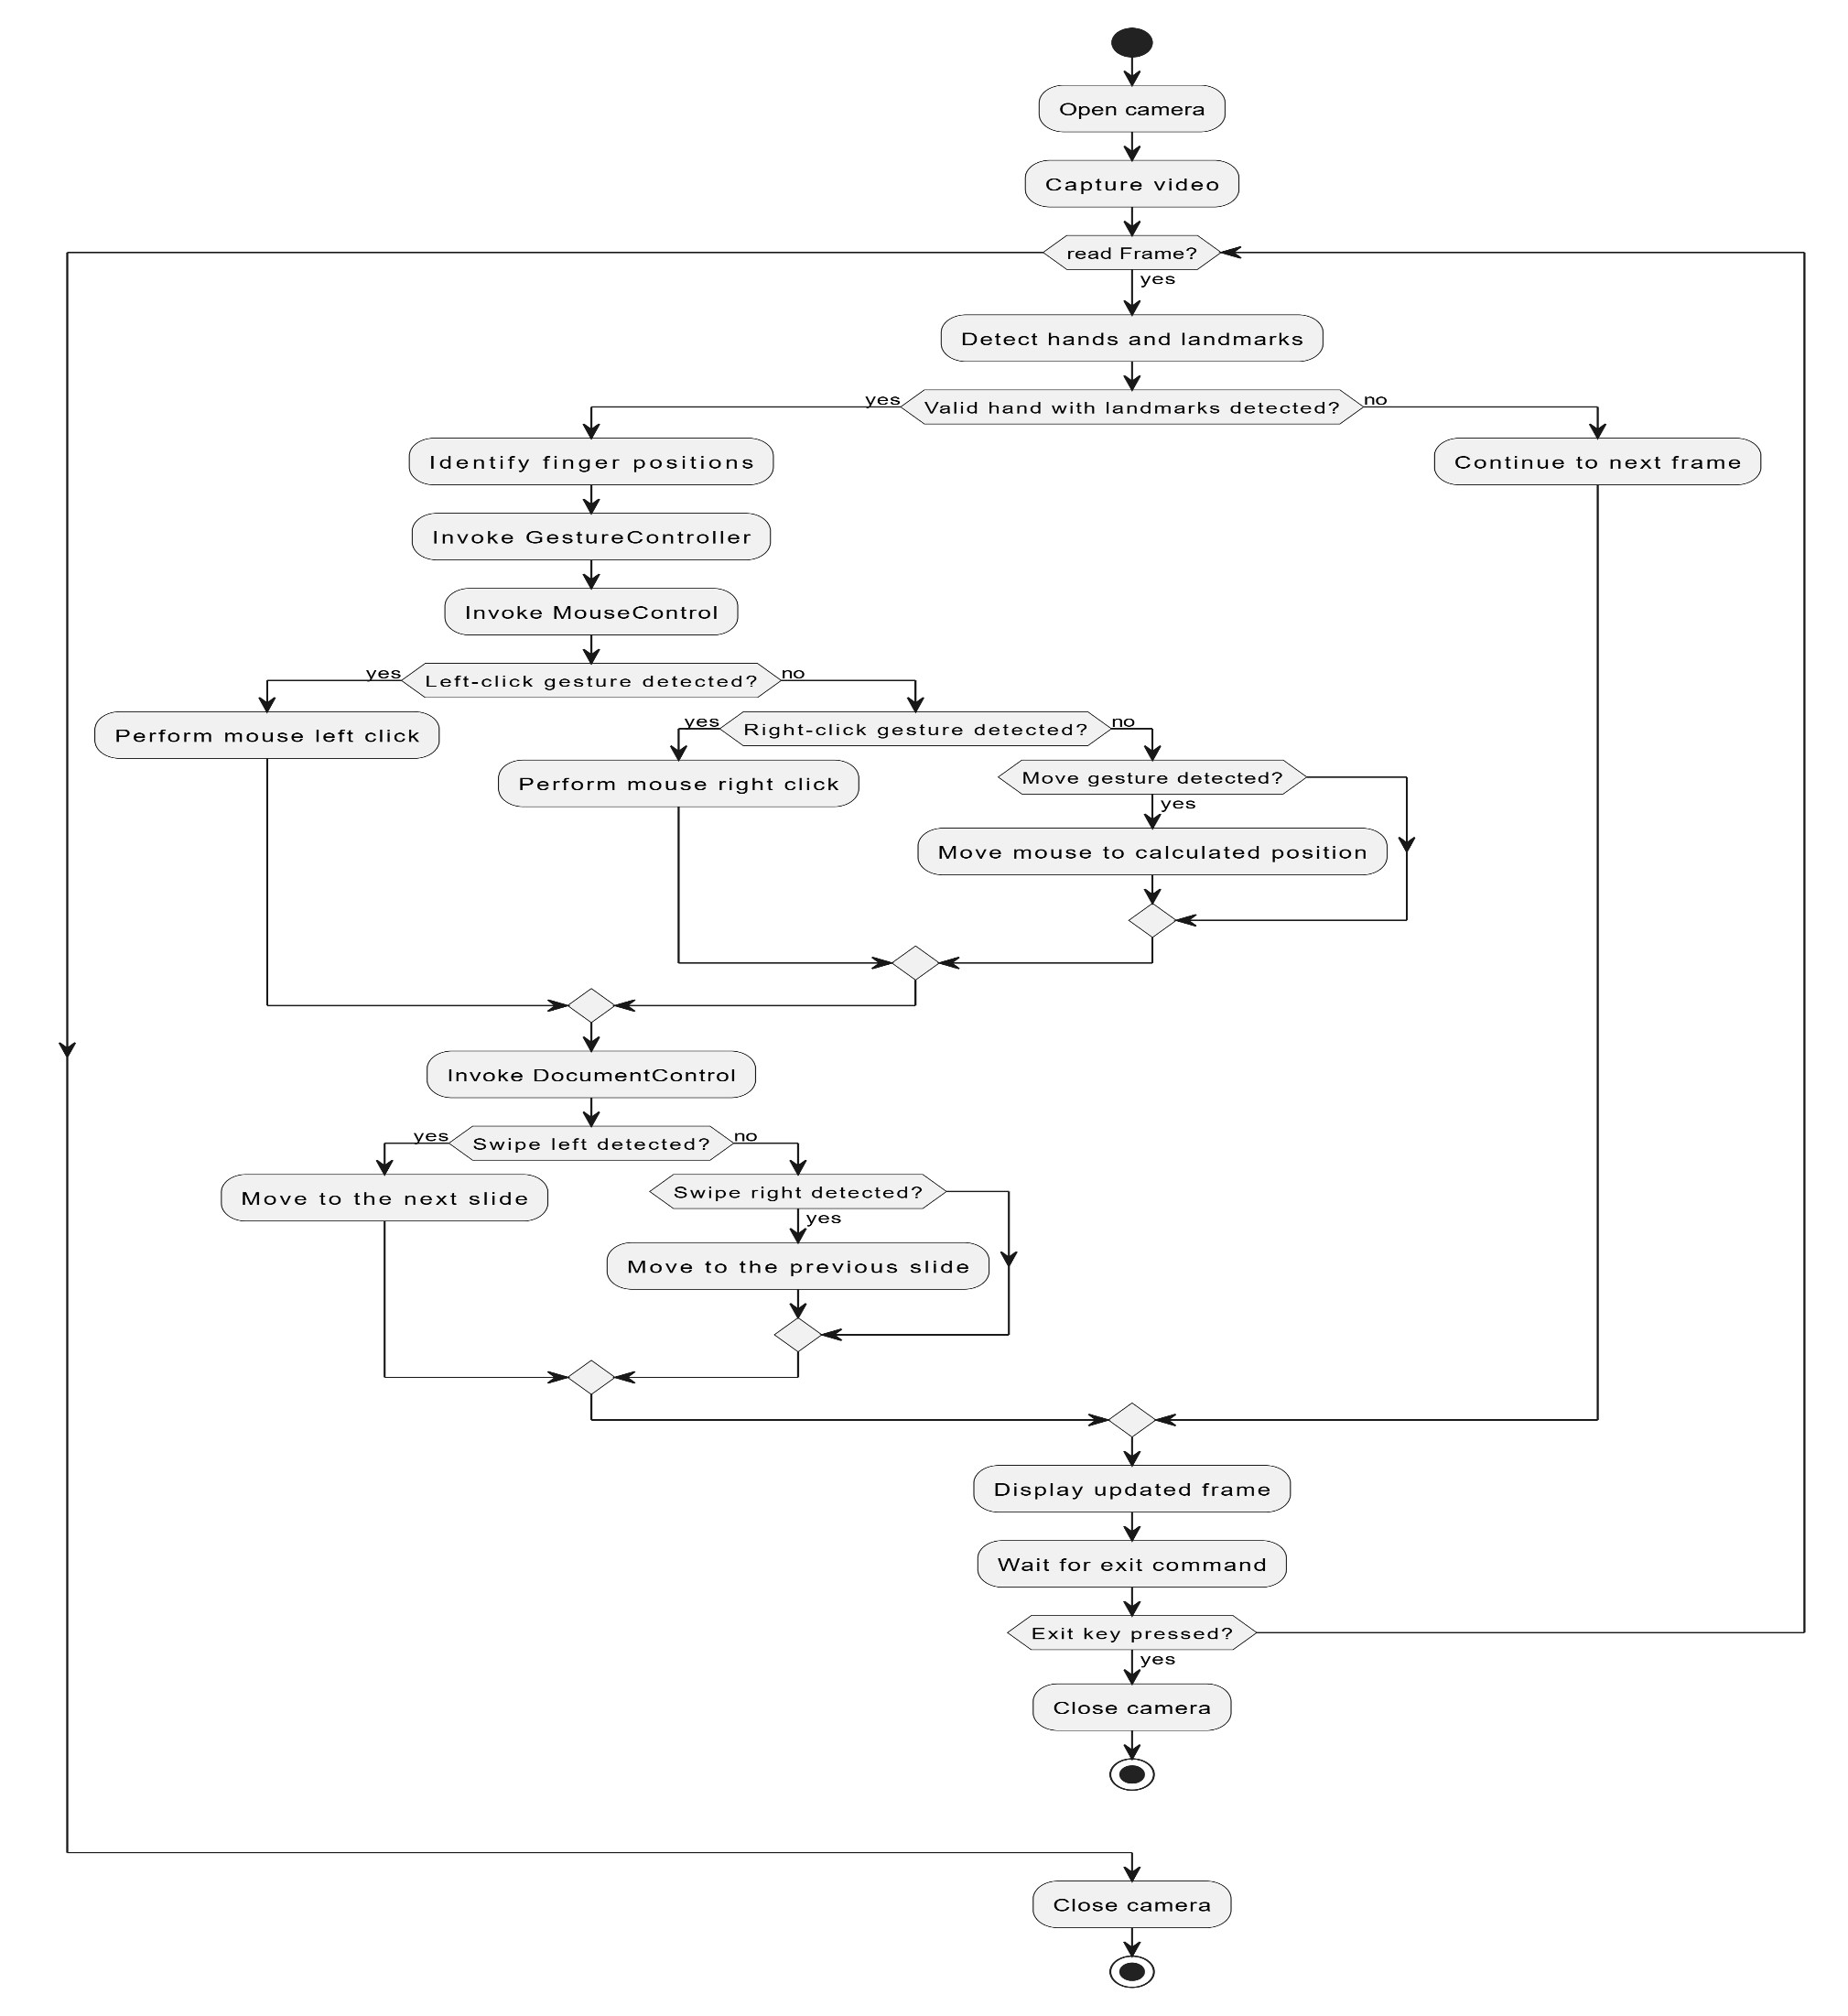 Open camera
Capture video
read Frame?
yes
Detect hands and landmarks
yes
Valid hand with landmarks detected?
no
Identify finger positions
Continue to next frame
Invoke GestureController
Invoke MouseControl
yes
Left-click gesture detected?
no
Perform mouse left click
yes
Right-click gesture detected?
no
Perform mouse right click
Move gesture detected?
yes
Move mouse to calculated position
Invoke DocumentControl
yes
Swipe left detected?
no
Move to the next slide
Swipe right detected?
yes
Move to the previous slide
Display updated frame
Wait for exit command
Exit key pressed?
yes
Close camera
Close camera